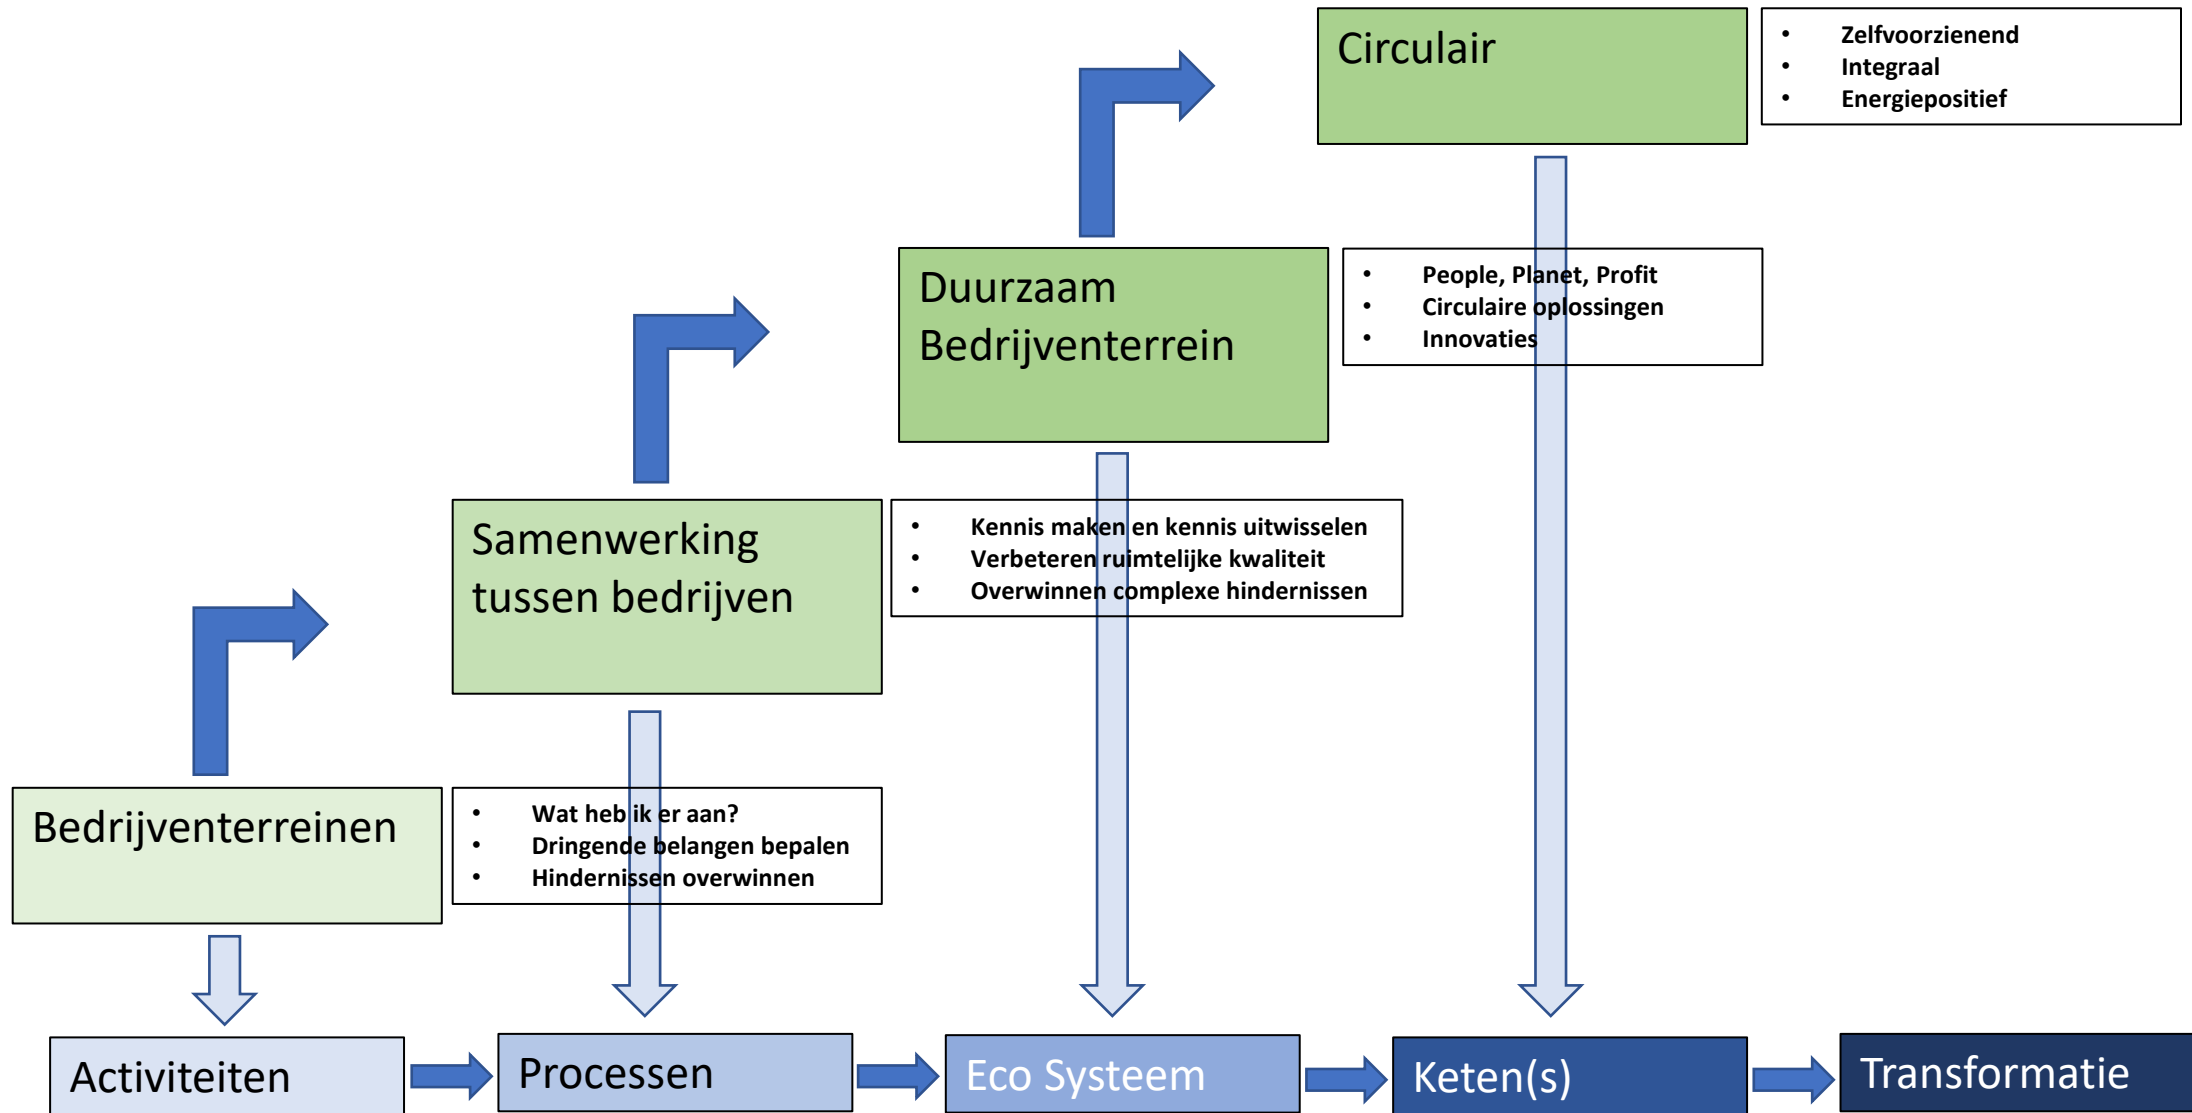 Circulair
• Zelfvoorzienend
• Integraal
• Energiepositief
Duurzaam
Bedrijventerrein
• People, Planet, Profit
• Circulaire oplossingen
• Innovaties
Samenwerking
tussen bedrijven
• Kennis maken en kennis uitwisselen
• Verbeteren ruimtelijke kwaliteit
• Overwinnen complexe hindernissen
Bedrijventerreinen
• Wat heb ik er aan?
• Dringende belangen bepalen
• Hindernissen overwinnen
Activiteiten
Processen
Eco Systeem
Keten(s)
Transformatie